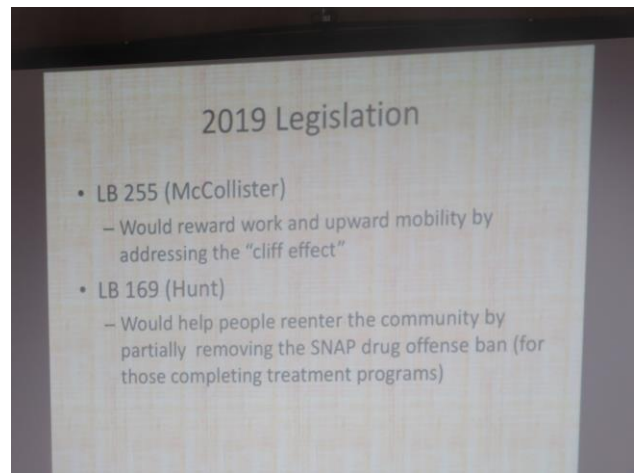 2019 Legislation
• LB 255 (McCollister)
– Would reward work and upward mobility by
addressing the “cliff effect”
• LB 169 (Hunt)
– Would help people reenter the community by
partially removing the SNAP drug offense ban (for
those completing treatment programs)